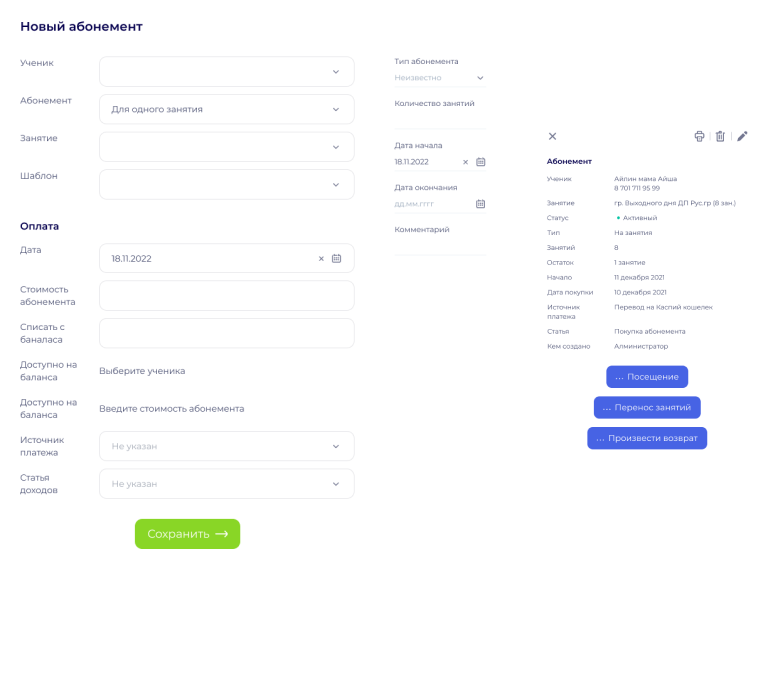 Новый абонемент
Ученик
Абонемент
Для одного занятия
Занятие
Шаблон
Оплата
Дата
18.11.2022
Стоимость
абонемента
Списать с
баналаса
Доступно на
баланса
Выберите ученика
Доступно на
баланса
Введите стоимость абонемента
Источник
платежа
Не указан
Статья
доходов
Не указан
Сохранить →
Тип абонемента
Неизвестно
Количество занятий
Дата начала
18.11.2022
Дата окончания
дд.мм.гггг
Комментарий
Абонемент
Ученик
Айлин мама Айша
8 701 711 95 99
Занятие
гр. Выходного дня ДП Рус.гр (8 зан.)
Статус
• Активный
Тип
На занятия
Занятий
8
Остаток
1 занятие
Начало
11 декабря 2021
Дата покупки
10 декабря 2021
Источник
платежа
Перевод на Каспий кошелек
Статья
Покупка абонемента
Кем создано
Алминистратор
... Посещение
... Перенос занятий
... Произвести возврат